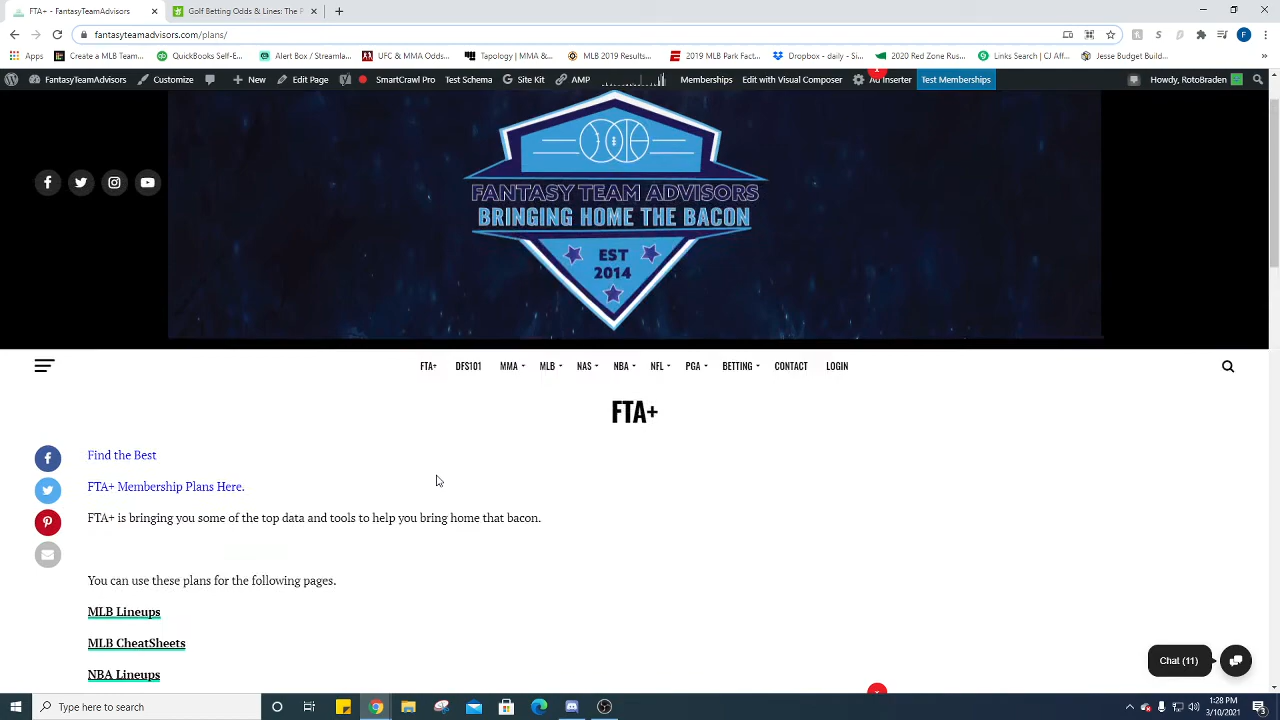 FTA+ - Fantasy Team Advisors
Golf Betting Odds & Lines: The P
fantasyteamadvisors.com/plans/
F
Apps
Create a MLB Team...
QuickBooks Self-E...
Alert Box / Streamla...
UFC & MMA Odds...
Tapology | MMA &...
MLB 2019 Park Fact...
2019 Major League...
Dropbox - daily - Si...
2020 Red Zone Rus...
Links Search | CJ Aff...
FantasyTeamAdvisors
Customize
New
Edit Page
SmartCrawl Pro
Test Schema
Site Kit
AMP
Memberships
Edit with Visual Composer
Ad Inserter
Test Memberships
Howdy, RotoBraden
FANTASY TEAM ADVISORS
BRINGING HOME THE BACON
EST
2014
FTA+
DFS101
MMA
MLB
NAS
NBA
NFL
PGA
BETTING
CONTACT
LOGIN
FTA+
Find the Best
FTA+ Membership Plans Here.
FTA+ is bringing you some of the top data and tools to help you bring home that bacon.
You can use these plans for the following pages.
MLB Lineups
MLB CheatSheets
NBA Lineups
Chat (11)
Type here to search
1:28 PM
3/10/2021